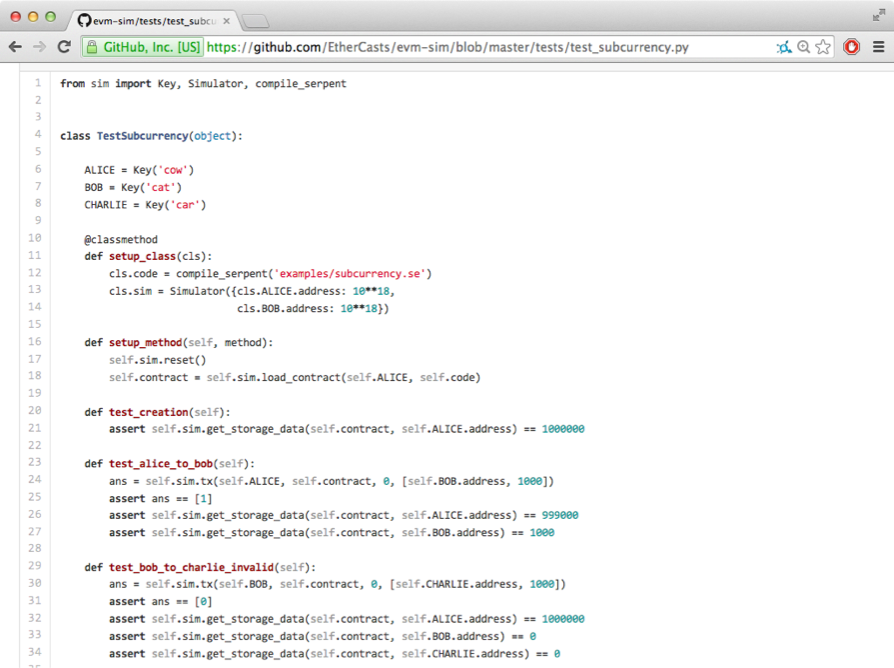 evm-sim/tests/test_subcu
GitHub, Inc. [US] https://github.com/EtherCasts/evm-sim/blob/master/tests/test_subcurrency.py
1 from sim import Key, Simulator, compile_serpent
2
3
4 class TestSubcurrency(object):
5
6 ALICE = Key('cow')
7 BOB = Key('cat')
8 CHARLIE = Key('car')
9
10 @classmethod
11 def setup_class(cls):
12 cls.code = compile_serpent('examples/subcurrency.se')
13 cls.sim = Simulator({cls.ALICE.address: 10**18,
14 cls.BOB.address: 10**18})
15
16 def setup_method(self, method):
17 self.sim.reset()
18 self.contract = self.sim.load_contract(self.ALICE, self.code)
19
20 def test_creation(self):
21 assert self.sim.get_storage_data(self.contract, self.ALICE.address) == 1000000
22
23 def test_alice_to_bob(self):
24 ans = self.sim.tx(self.ALICE, self.contract, 0, [self.BOB.address, 1000])
25 assert ans == [1]
26 assert self.sim.get_storage_data(self.contract, self.ALICE.address) == 999000
27 assert self.sim.get_storage_data(self.contract, self.BOB.address) == 1000
28
29 def test_bob_to_charlie_invalid(self):
30 ans = self.sim.tx(self.BOB, self.contract, 0, [self.CHARLIE.address, 1000])
31 assert ans == [0]
32 assert self.sim.get_storage_data(self.contract, self.ALICE.address) == 1000000
33 assert self.sim.get_storage_data(self.contract, self.BOB.address) == 0
34 assert self.sim.get_storage_data(self.contract, self.CHARLIE.address) == 0